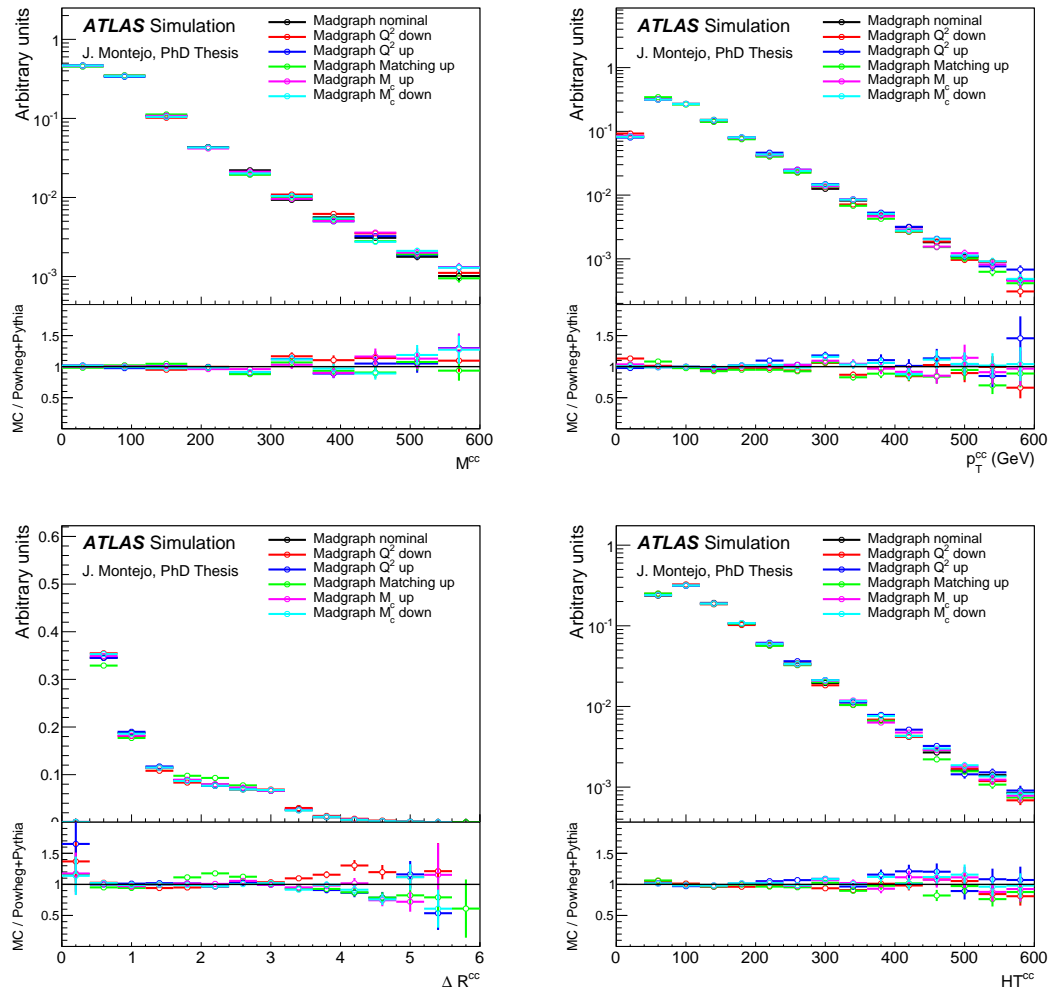 Arbitrary units
ATLAS Simulation
J. Montejo, PhD Thesis
Madgraph nominal
Madgraph Q² down
Madgraph Q² up
Madgraph Matching up
Madgraph M_c up
Madgraph M_c down
1
10⁻¹
10⁻²
10⁻³
MC / Powheg+Pythia
1.5
1
0.5
0 100 200 300 400 500 600
M^cc
Arbitrary units
ATLAS Simulation
J. Montejo, PhD Thesis
Madgraph nominal
Madgraph Q² down
Madgraph Q² up
Madgraph Matching up
Madgraph M_c up
Madgraph M_c down
1
10⁻¹
10⁻²
10⁻³
MC / Powheg+Pythia
1.5
1
0.5
0 100 200 300 400 500 600
p_T^cc (GeV)
Arbitrary units
ATLAS Simulation
J. Montejo, PhD Thesis
Madgraph nominal
Madgraph Q² down
Madgraph Q² up
Madgraph Matching up
Madgraph M_c up
Madgraph M_c down
0.6
0.5
0.4
0.3
0.2
0.1
0
MC / Powheg+Pythia
1.5
1
0.5
0 1 2 3 4 5 6
Δ R^cc
Arbitrary units
ATLAS Simulation
J. Montejo, PhD Thesis
Madgraph nominal
Madgraph Q² down
Madgraph Q² up
Madgraph Matching up
Madgraph M_c up
Madgraph M_c down
1
10⁻¹
10⁻²
10⁻³
MC / Powheg+Pythia
1.5
1
0.5
0 100 200 300 400 500 600
HT^cc